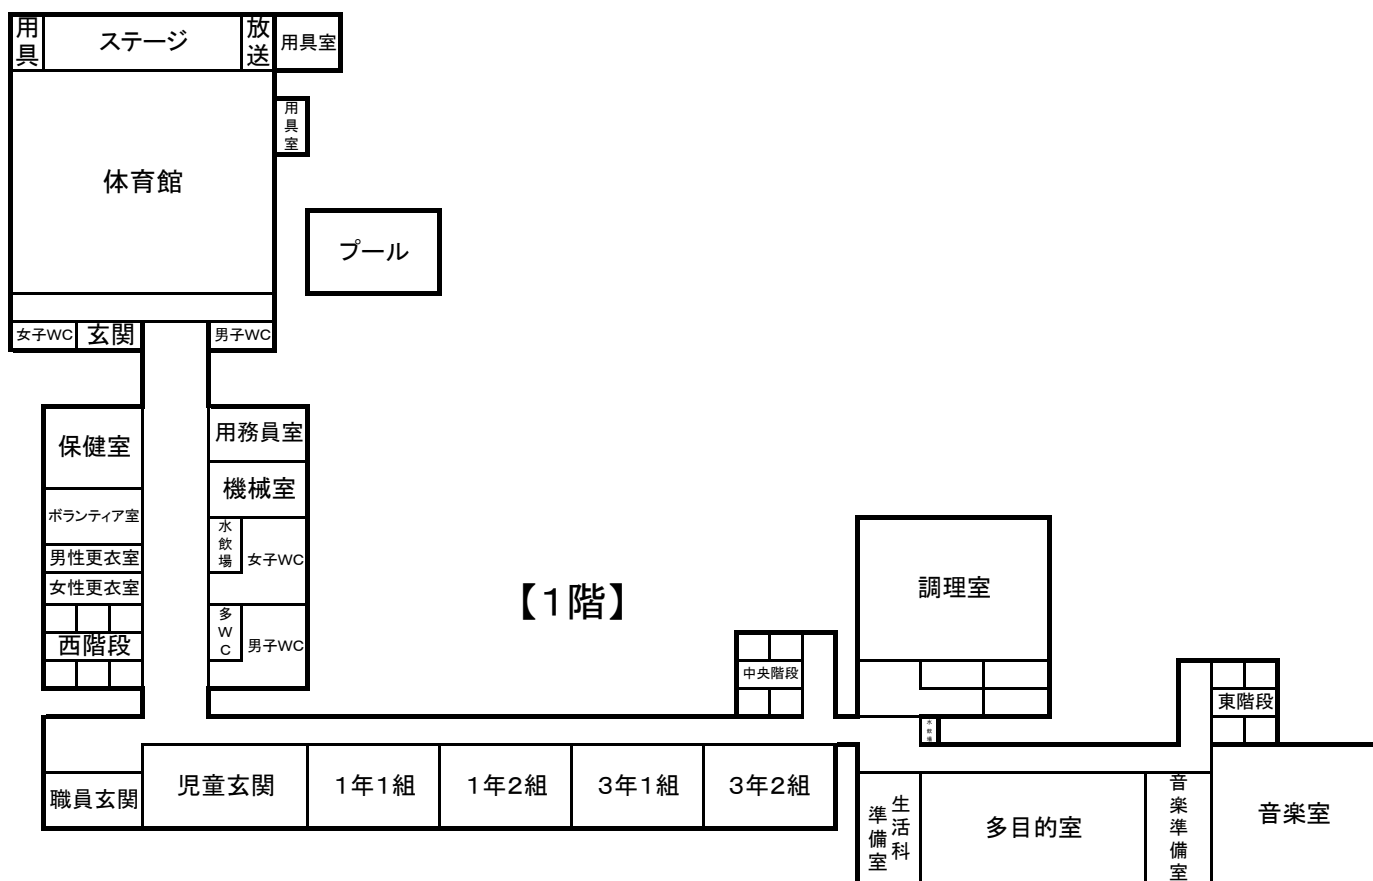 用具
ステージ
放送
用具室
用具室
体育館
プール
女子WC
玄関
男子WC
保健室
用務員室
機械室
ボランティア室
水飲場
女子WC
男性更衣室
女性更衣室
西階段
多WC
男子WC
【1階】
調理室
中央階段
東階段
水飲場
職員玄関
児童玄関
1年1組
1年2組
3年1組
3年2組
生活科
準備室
多目的室
音楽準備室
音楽室